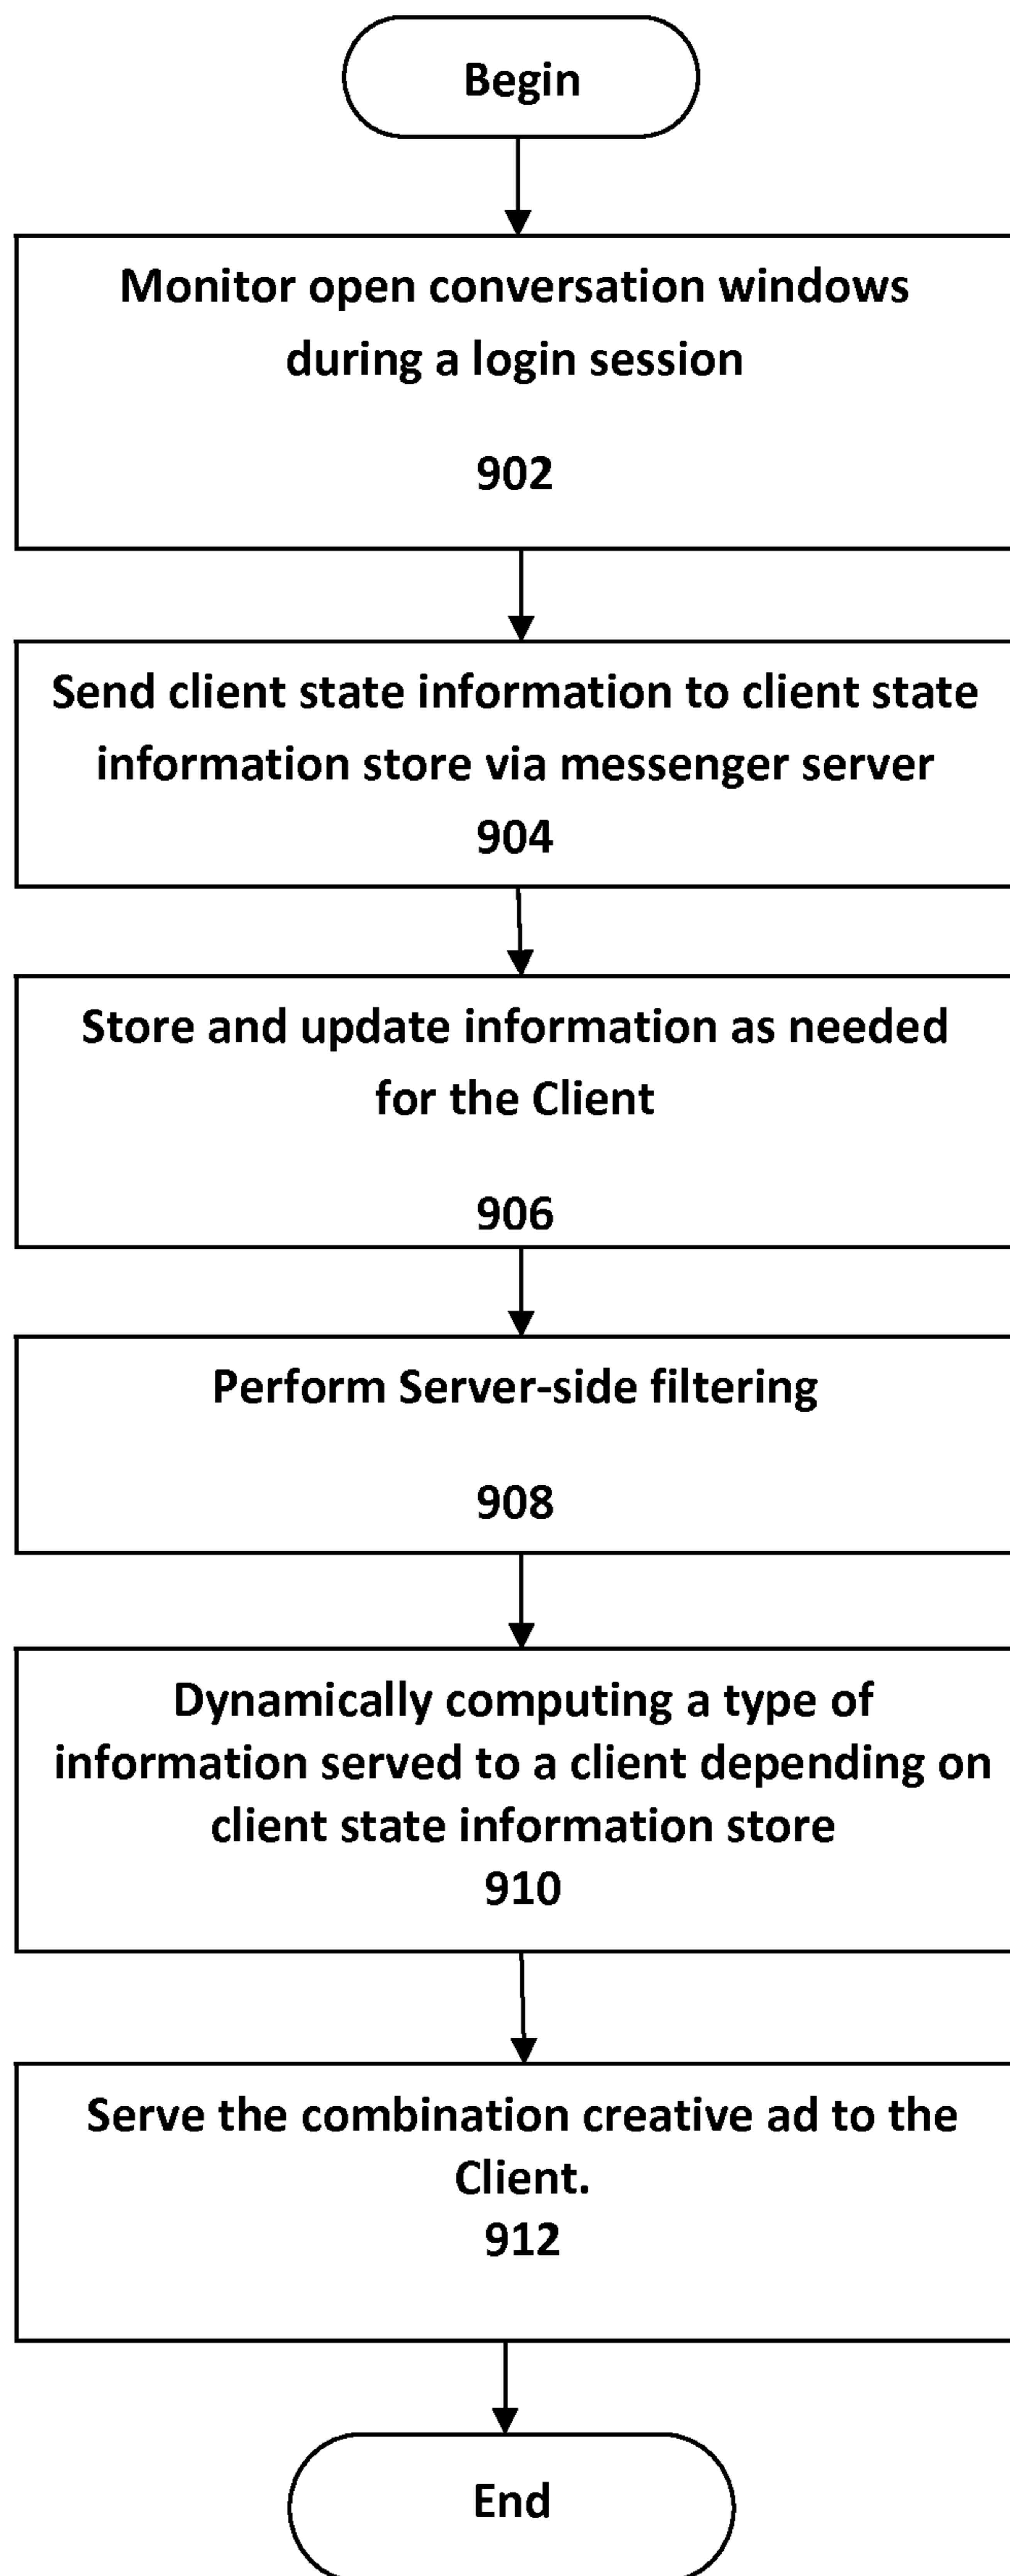 Begin
Monitor open conversation windows
during a login session
902
Send client state information to client state
information store via messenger server
904
Store and update information as needed
for the Client
906
Perform Server-side filtering
908
Dynamically computing a type of
information served to a client depending on
client state information store
910
Serve the combination creative ad to the
Client.
912
End